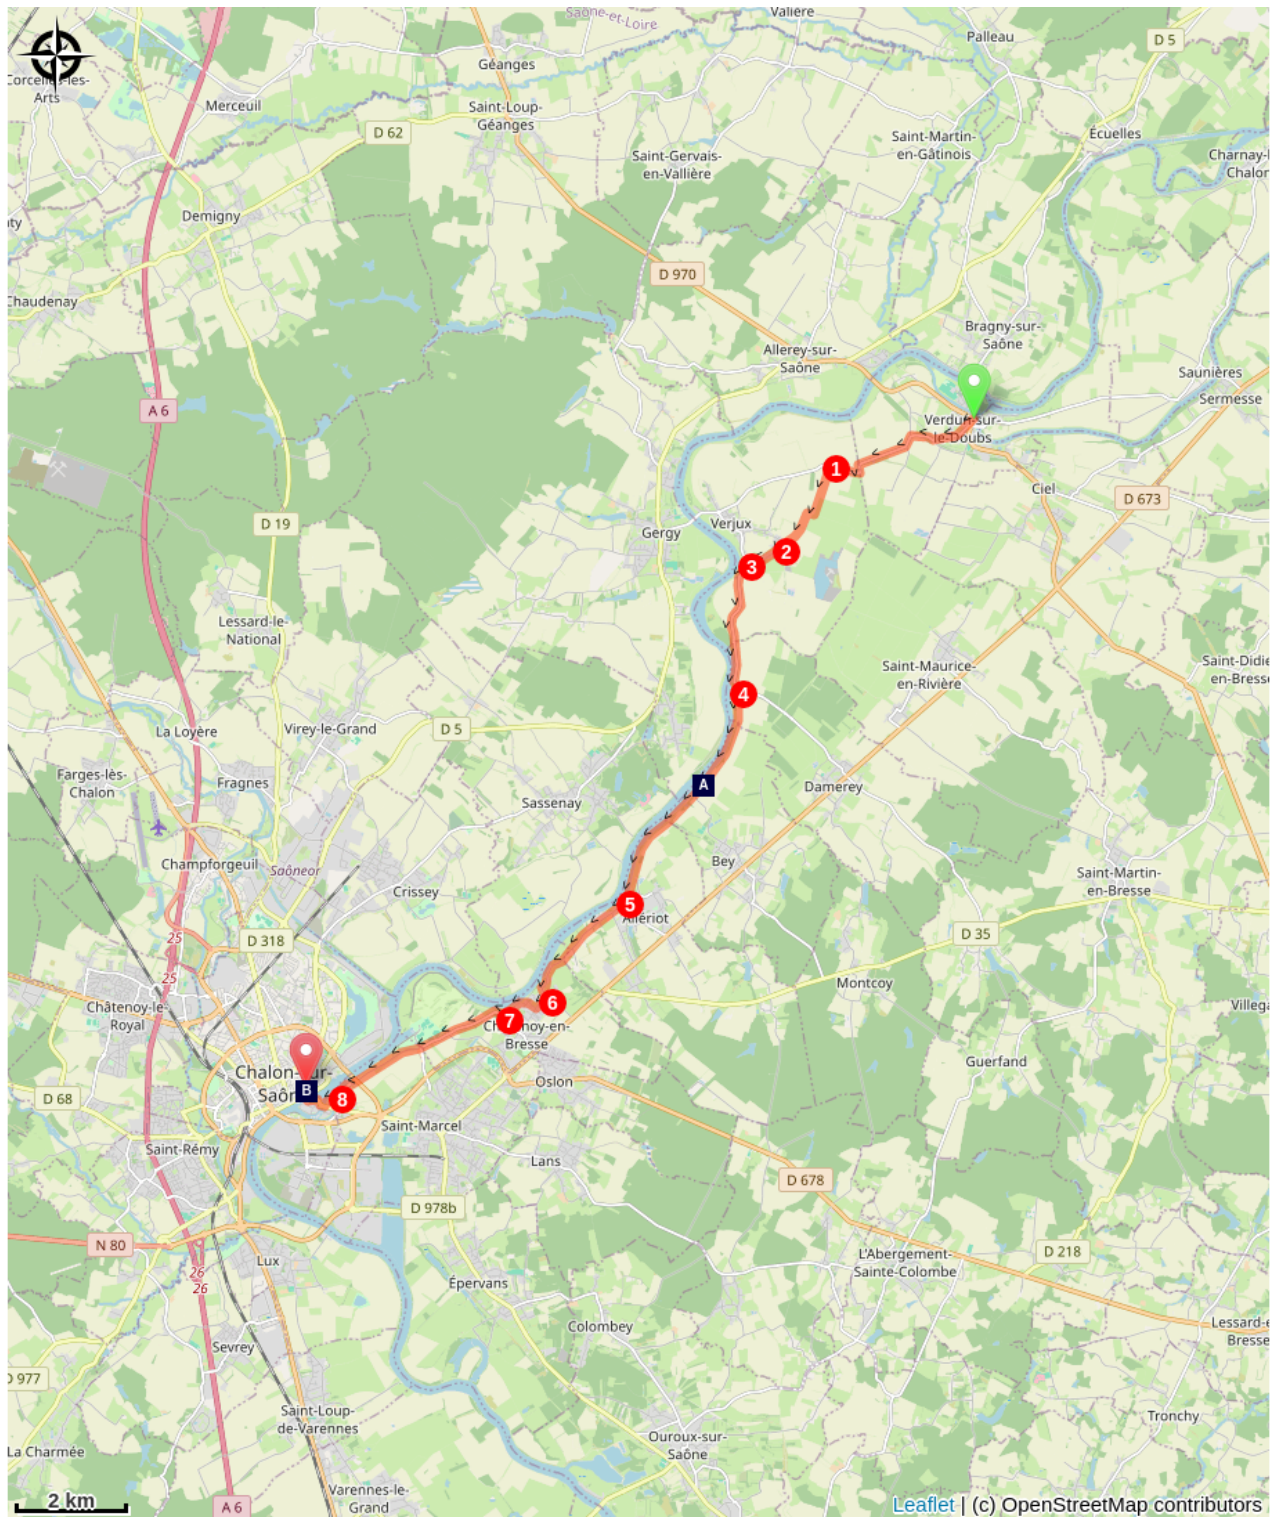 Saône-et-Loire
Valière
Palleau
D 5
Géanges
Corcelles-les-
Arts
Merceuil
Saint-Loup-
Géanges
D 62
Saint-Martin-
en-Gâtinois
Écuelles
Saint-Gervais-
en-Vallière
Charnay-l
Chalon
Demigny
D 970
Chaudenay
Bragny-sur-
Saône
Allerey-sur-
Saône
Saunières
Sermesse
A 6
Verdun-sur-
le-Doubs
1
Ciel
D 673
D 19
Verjux
Gergy
2
3
Lessard-le-
National
Saint-Maurice-
en-Rivière
Saint-Didie
en-Bresse
4
La Loyère
Virey-le-Grand
D 5
Farges-lès-
Chalon
Fragnes
A
Damerey
Sassenay
Champforgeuil
Saôneor
Bey
Crissey
Saint-Martin-
en-Bresse
5
Alleriot
25
D 318
D 35
25
Montcoy
Châtenoy-le-
Royal
6
7
Châtenoy-en-
Bresse
Villega
Guerfand
Chalon-sur-
Saône
B
8
Oslon
D 68
Saint-Marcel
Saint-Rémy
Lans
D 678
D 978b
N 80
D 218
Lux
L'Abergement-
Sainte-Colombe
26
26
Épervans
Colombey
Lessard-e
Bresse
Sevrey
D 977
Saint-Loup-
de-Varennes
Tronchy
Ouroux-sur-
Saône
La Charmée
Varennes-le-
Grand
2 km
A 6
Leaflet | (c) OpenStreetMap contributors